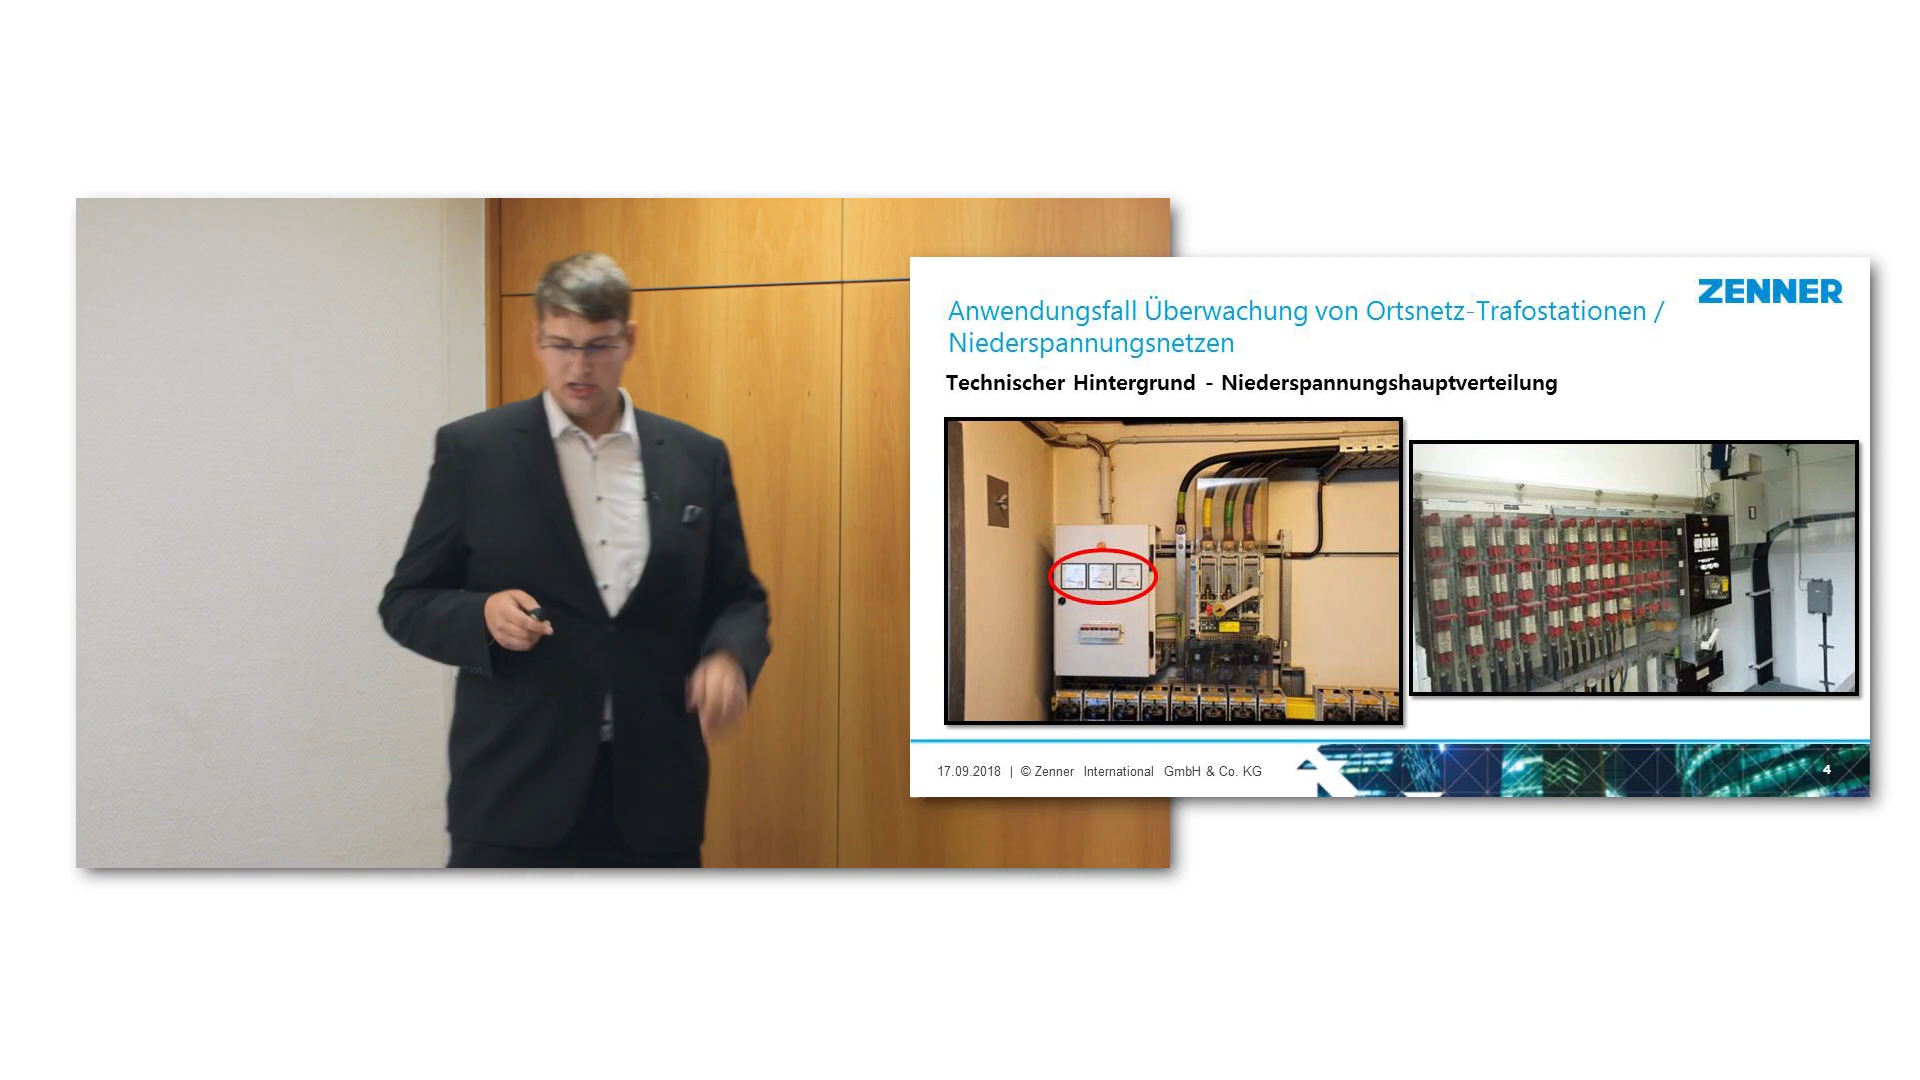 ZENNER
Anwendungsfall Überwachung von Ortsnetz-Trafostationen /
Niederspannungsnetzen
Technischer Hintergrund - Niederspannungshauptverteilung
17.09.2018 | © Zenner International GmbH & Co. KG
4